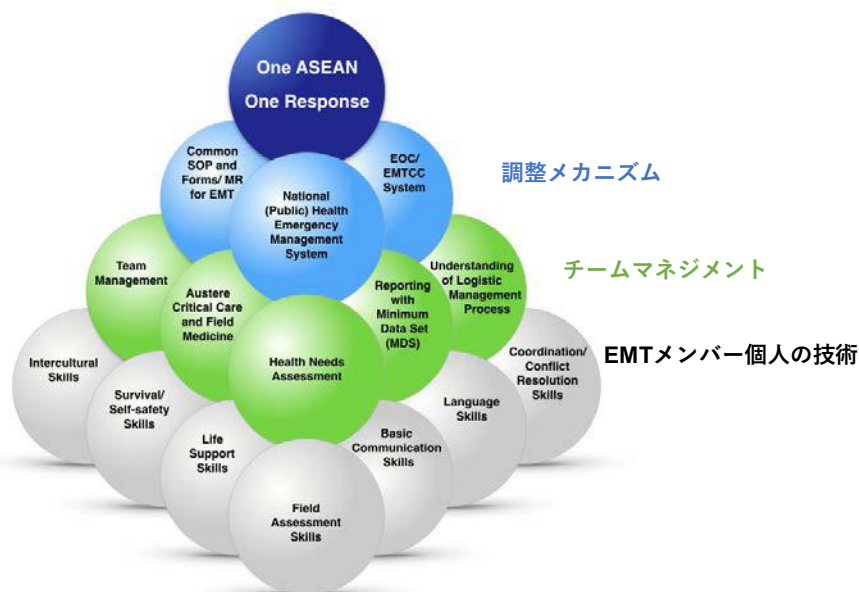 One ASEAN
One Response
Common
SOP and
Forms/ MR
for EMT
EOC/
EMTCC
System
調整メカニズム
National
(Public) Health
Emergency
Management
System
Team
Management
Austere
Critical Care
and Field
Medicine
Reporting
with
Minimum
Data Set
(MDS)
Understanding
of Logistic
Management
Process
チームマネジメント
Health Needs
Assessment
Intercultural
Skills
Survival/
Self-safety
Skills
Life
Support
Skills
Field
Assessment
Skills
Basic
Communication
Skills
Language
Skills
Coordination/
Conflict
Resolution
Skills
EMTメンバー個人の技術